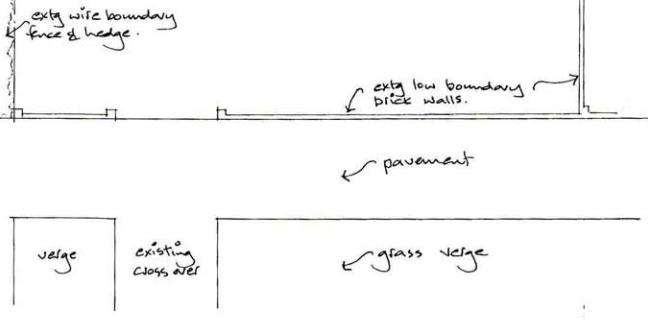 extg wire boundary
fence & hedge.
extg low boundary
brick walls.
pavement
verge
existing
cross over
grass verge